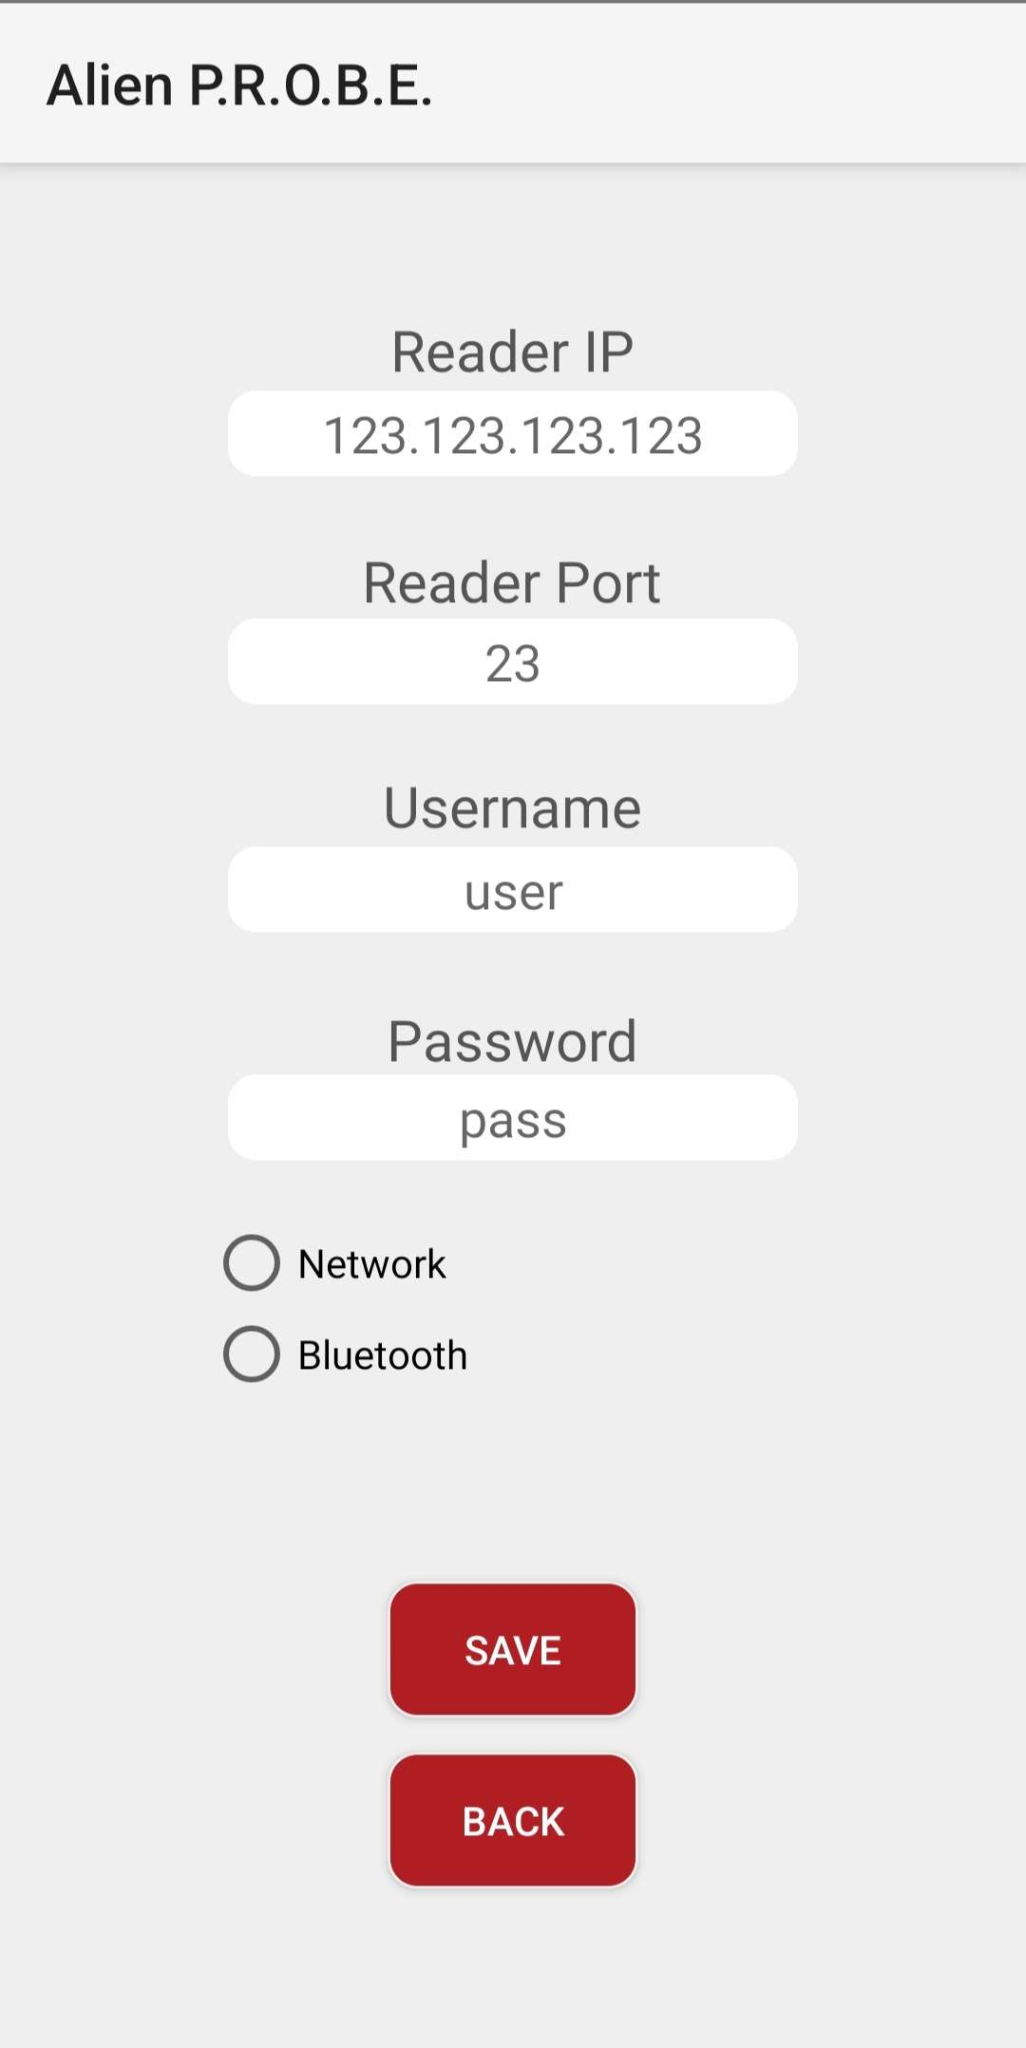 Alien P.R.O.B.E.
Reader IP
123.123.123.123
Reader Port
23
Username
user
Password
pass
Network
Bluetooth
SAVE
BACK